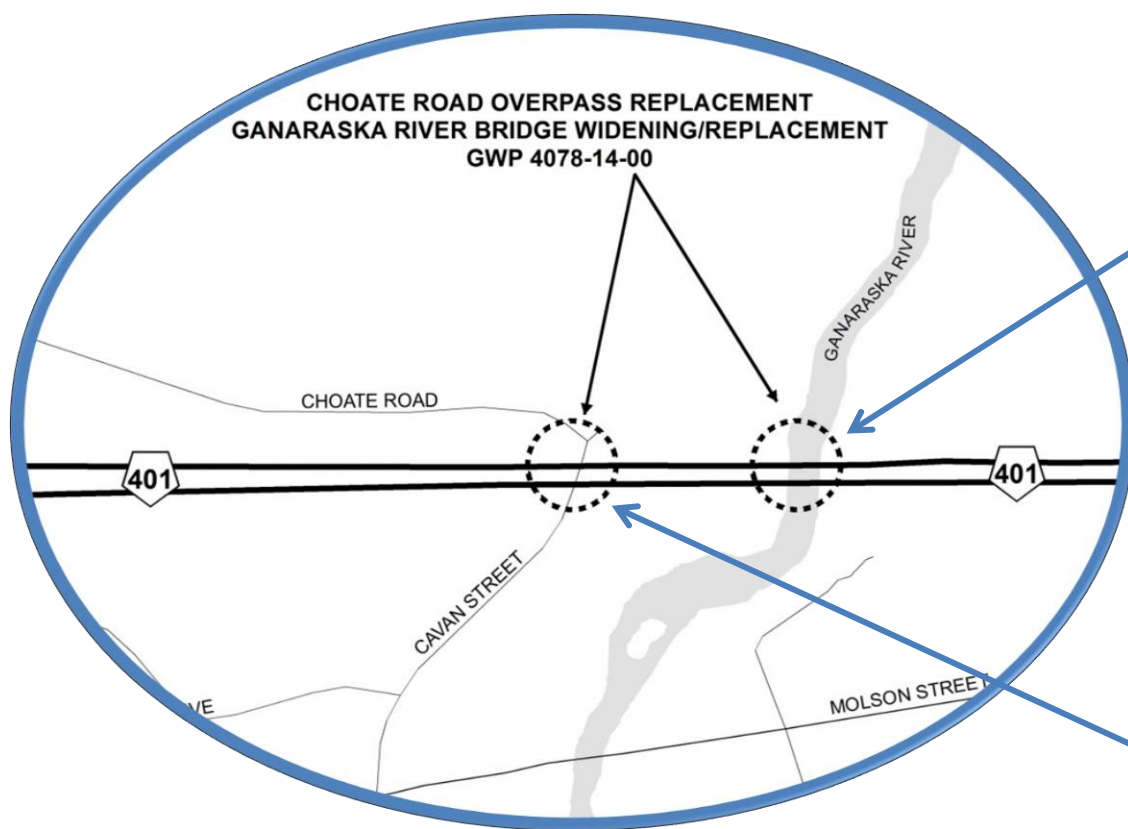 CHOATE ROAD OVERPASS REPLACEMENT
GANARASKA RIVER BRIDGE WIDENING/REPLACEMENT
GWP 4078-14-00
GANARASKA RIVER
CHOATE ROAD
401
401
CAVAN STREET
VE
MOLSON STREET